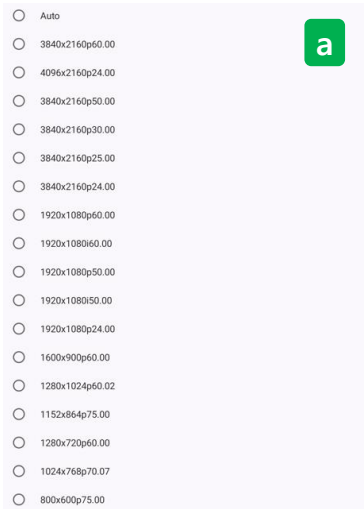 Auto
a
3840x2160p60.00
4096x2160p24.00
3840x2160p50.00
3840x2160p30.00
3840x2160p25.00
3840x2160p24.00
1920x1080p60.00
1920x1080i60.00
1920x1080p50.00
1920x1080i50.00
1920x1080p24.00
1600x900p60.00
1280x1024p60.02
1152x864p75.00
1280x720p60.00
1024x768p70.07
800x600p75.00